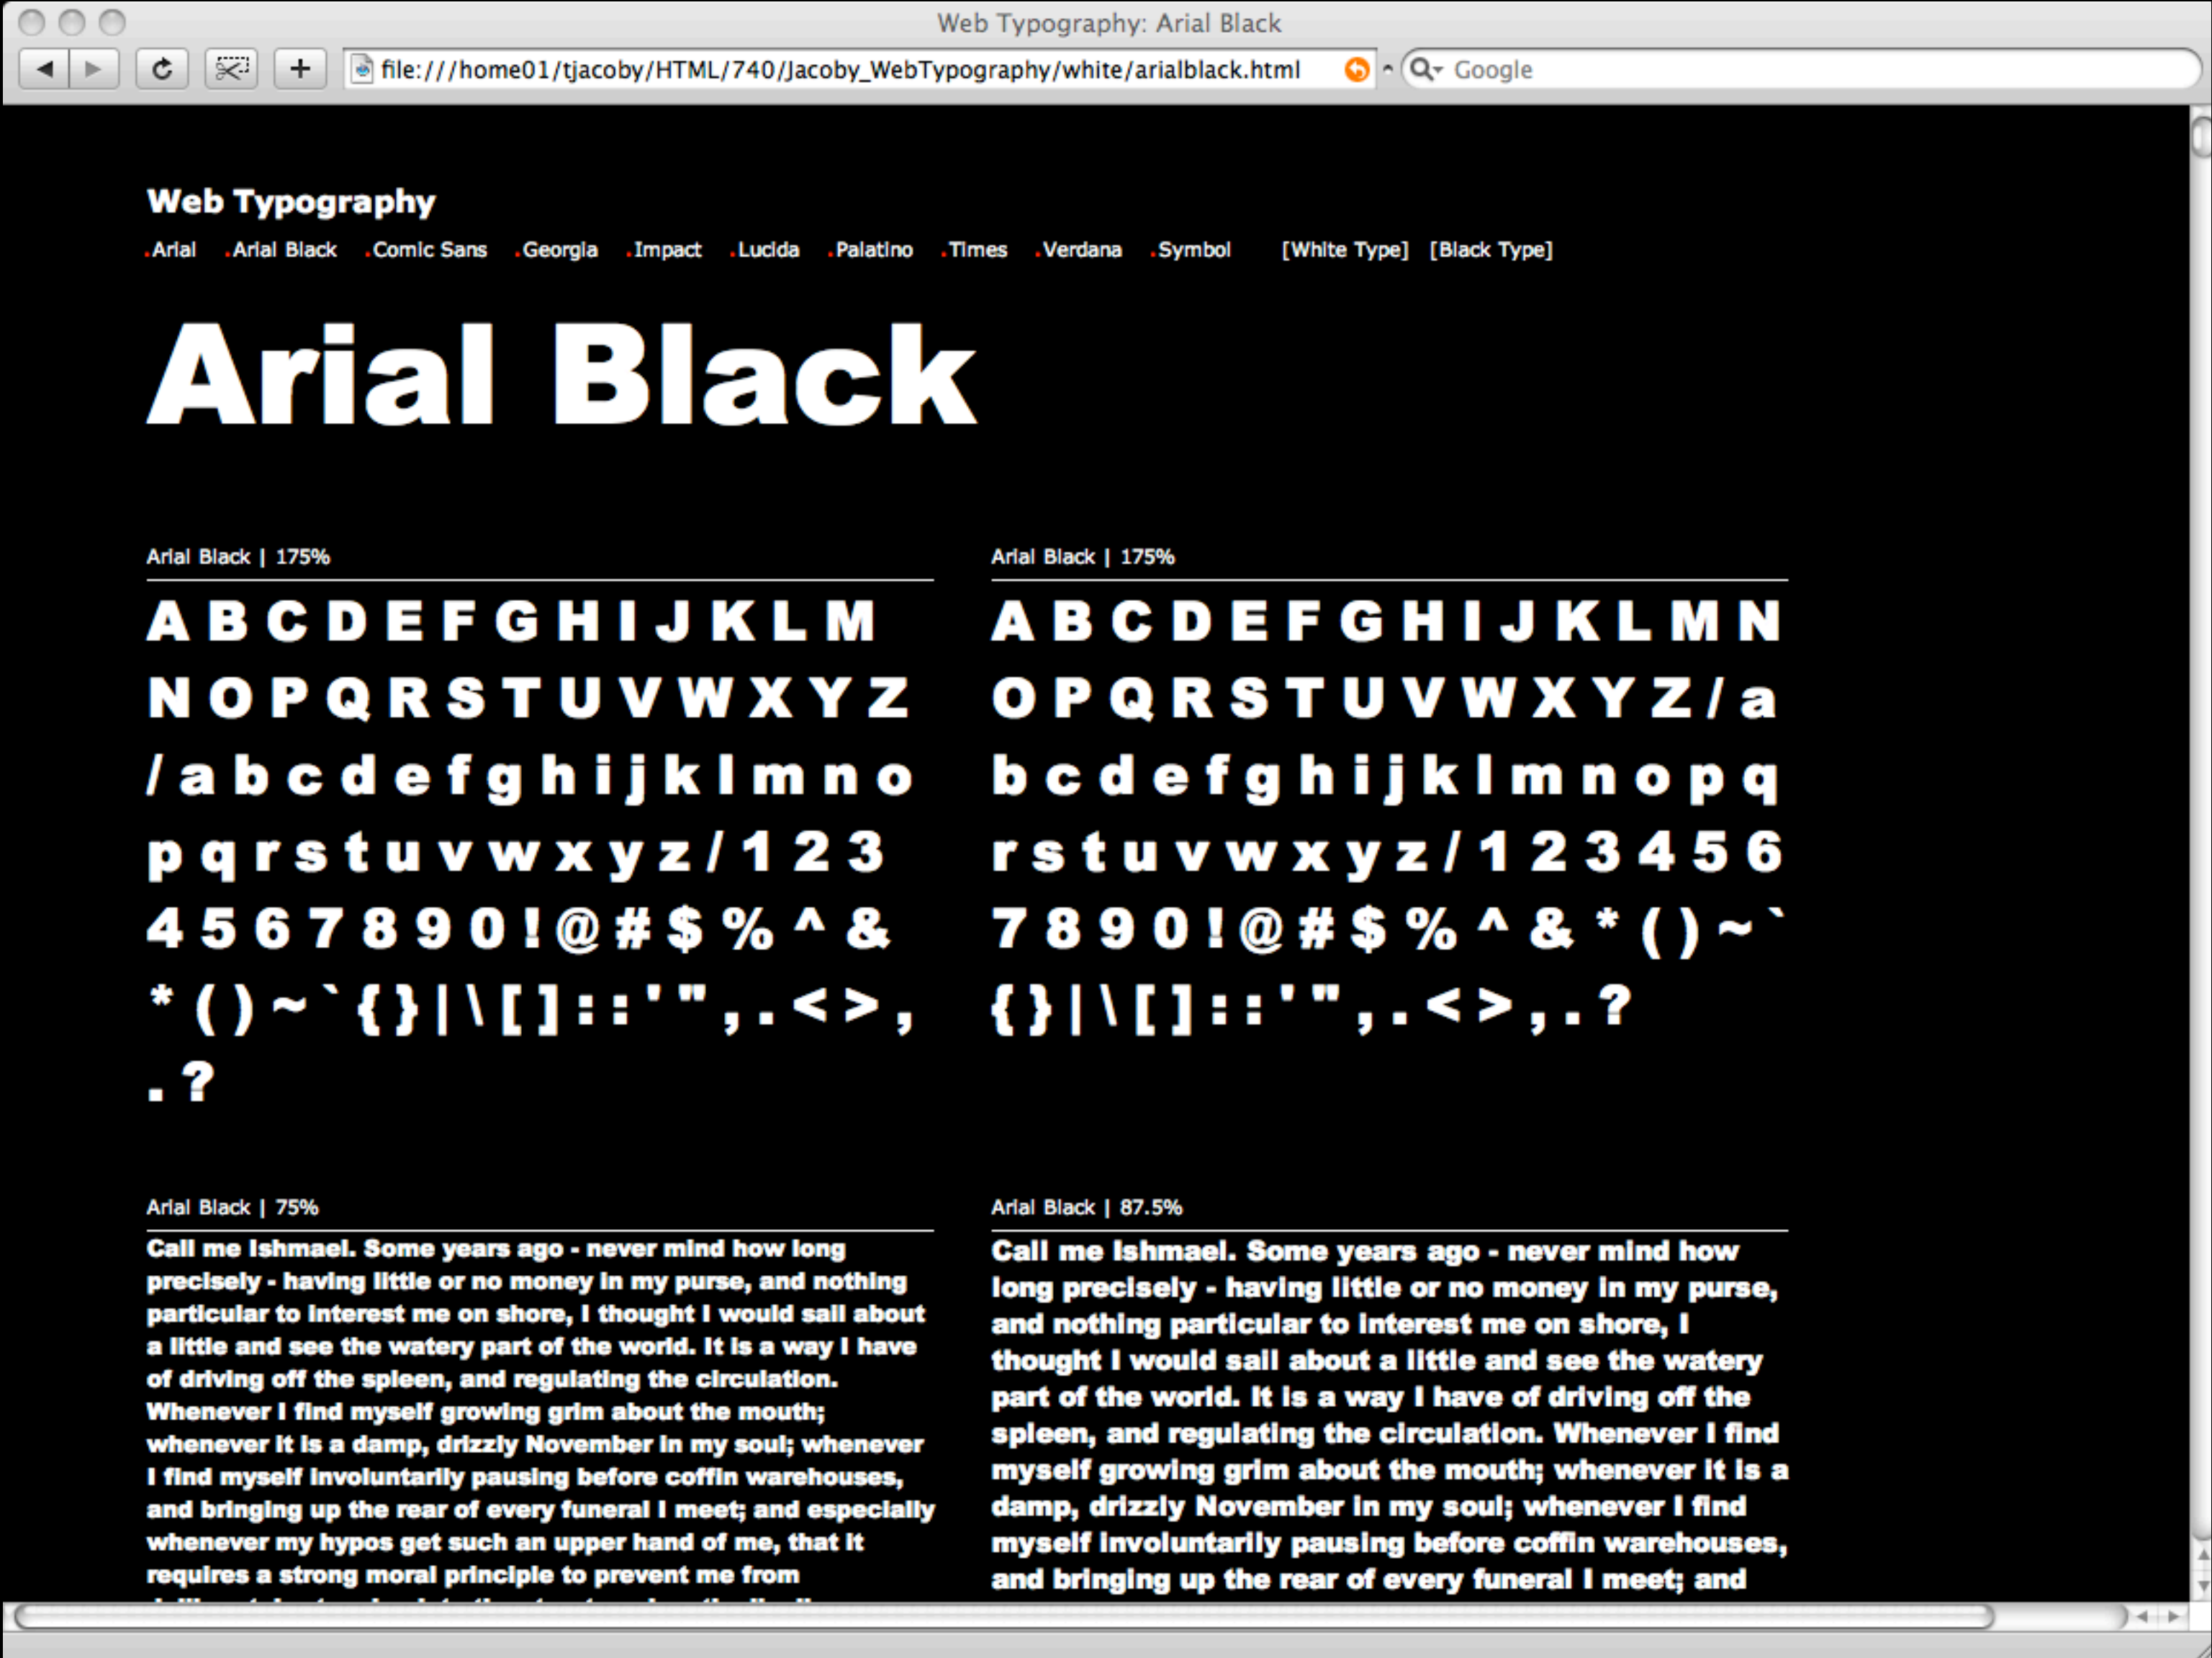 Web Typography: Arial Black
file:///home01/tjacoby/HTML/740/Jacoby_WebTypography/white/arialblack.html
Google
Web Typography
.Arial .Arial Black .Comic Sans .Georgia .Impact .Lucida .Palatino .Times .Verdana .Symbol [White Type] [Black Type]
Arial Black
Arial Black | 175%
A B C D E F G H I J K L M
N O P Q R S T U V W X Y Z
/ a b c d e f g h i j k l m n o
p q r s t u v w x y z / 1 2 3
4 5 6 7 8 9 0 ! @ # $ % ^ &
* ( ) ~ ` { } | \ [ ] : : ' " , . < > ,
. ?
Arial Black | 175%
A B C D E F G H I J K L M N
O P Q R S T U V W X Y Z / a
b c d e f g h i j k l m n o p q
r s t u v w x y z / 1 2 3 4 5 6
7 8 9 0 ! @ # $ % ^ & * ( ) ~ `
{ } | \ [ ] : : ' " , . < > , . ?
Arial Black | 75%
Call me Ishmael. Some years ago - never mind how long
precisely - having little or no money in my purse, and nothing
particular to interest me on shore, I thought I would sail about
a little and see the watery part of the world. It is a way I have
of driving off the spleen, and regulating the circulation.
Whenever I find myself growing grim about the mouth;
whenever it is a damp, drizzly November in my soul; whenever
I find myself involuntarily pausing before coffin warehouses,
and bringing up the rear of every funeral I meet; and especially
whenever my hypos get such an upper hand of me, that it
requires a strong moral principle to prevent me from
Arial Black | 87.5%
Call me Ishmael. Some years ago - never mind how
long precisely - having little or no money in my purse,
and nothing particular to interest me on shore, I
thought I would sail about a little and see the watery
part of the world. It is a way I have of driving off the
spleen, and regulating the circulation. Whenever I find
myself growing grim about the mouth; whenever it is a
damp, drizzly November in my soul; whenever I find
myself involuntarily pausing before coffin warehouses,
and bringing up the rear of every funeral I meet; and